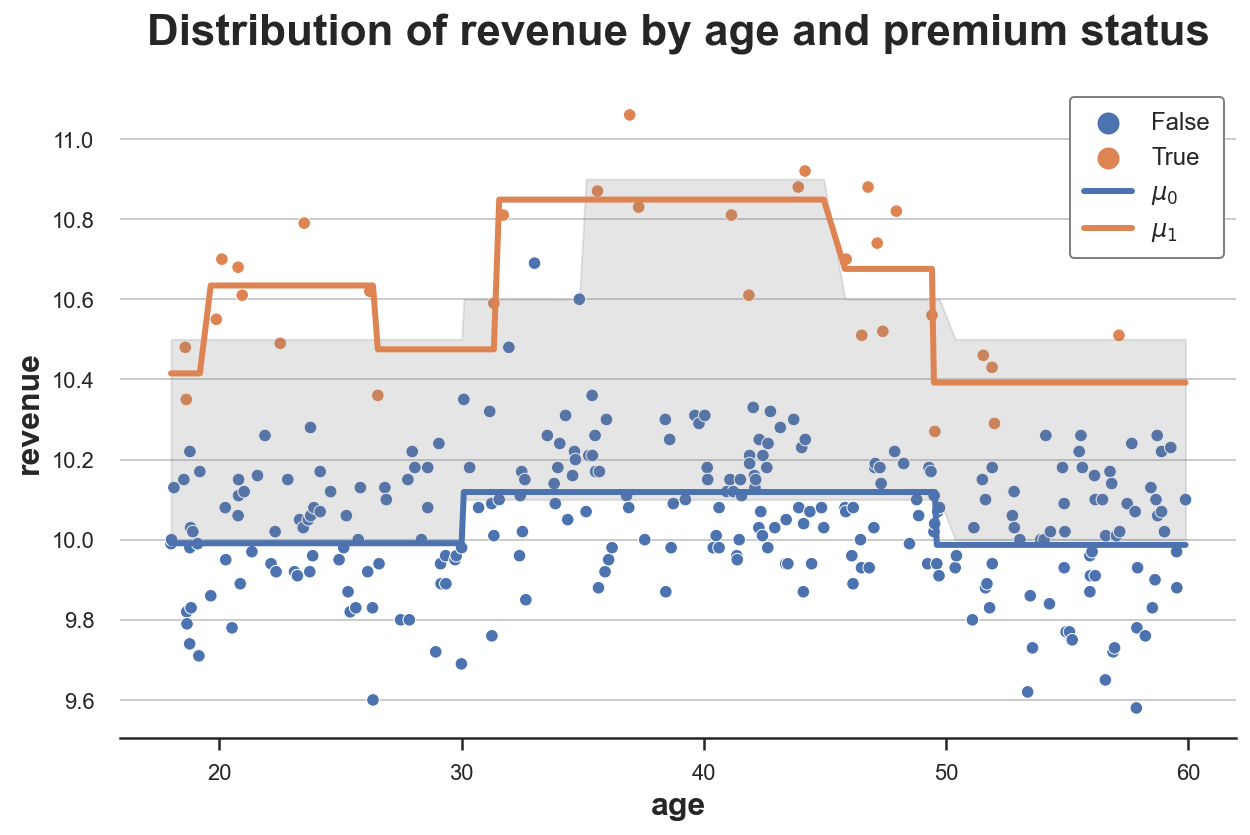 Distribution of revenue by age and premium status
False
True
μ0
μ1
revenue
11.0
10.8
10.6
10.4
10.2
10.0
9.8
9.6
20 30 40 50 60
age